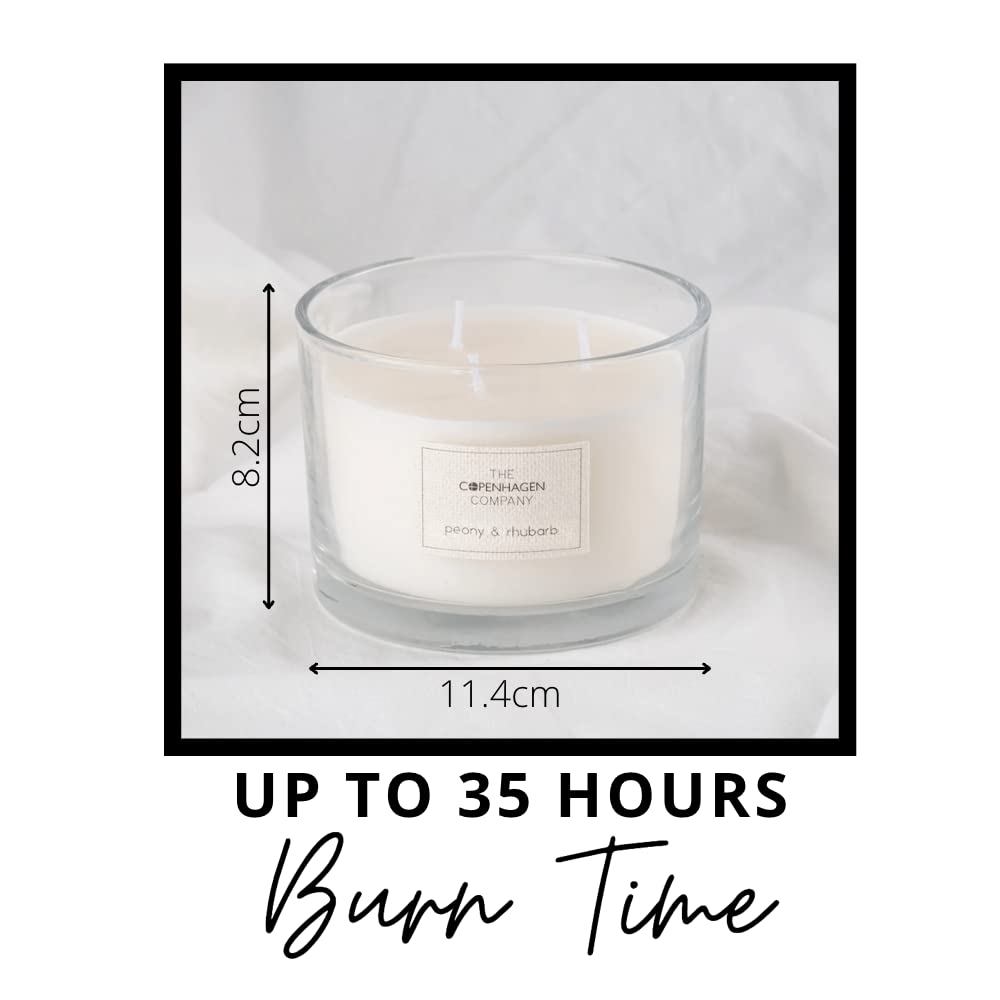 8.2cm
THE
COPENHAGEN
COMPANY
peony & rhubarb
11.4cm
UP TO 35 HOURS
Burn Time